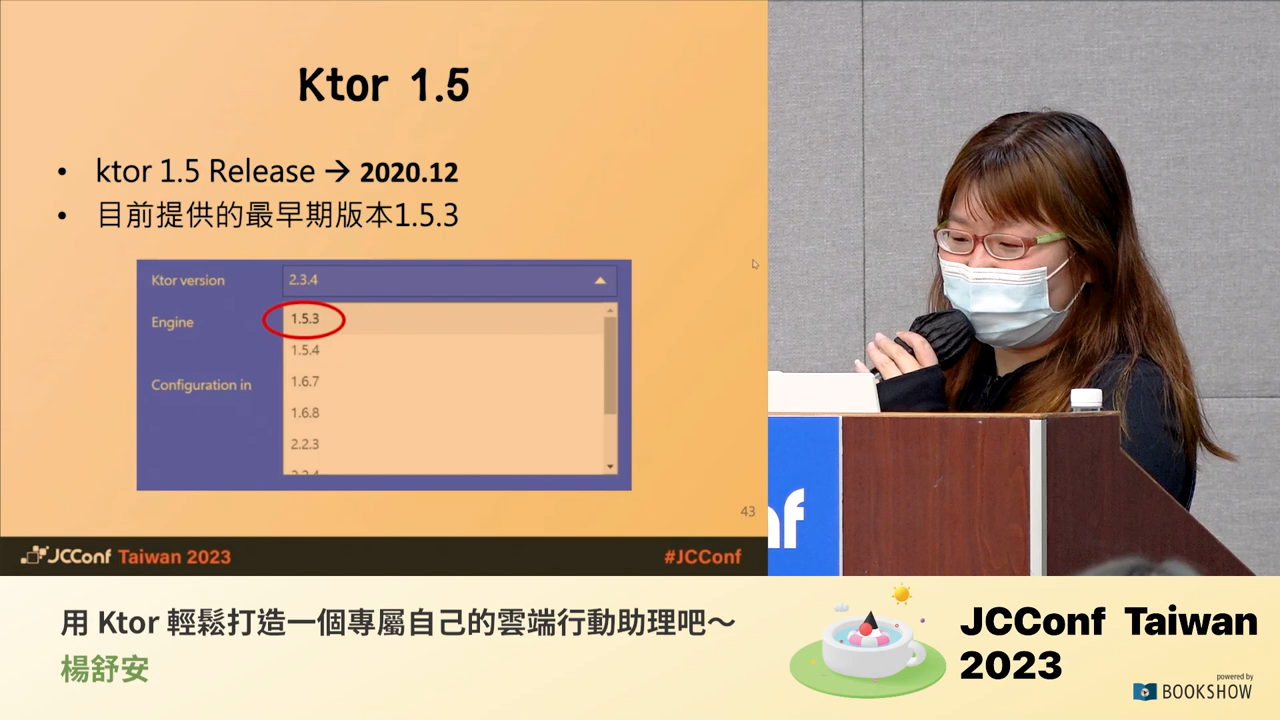 Ktor 1.5
• ktor 1.5 Release → 2020.12
• 目前提供的最早期版本1.5.3
Ktor version
2.3.4
Engine
1.5.3
1.5.4
Configuration in
1.6.7
1.6.8
2.2.3
43
JCConf Taiwan 2023
#JCConf
nf
用 Ktor 輕鬆打造一個專屬自己的雲端行動助理吧～
楊舒安
JCConf Taiwan
2023
powered by
BOOKSHOW